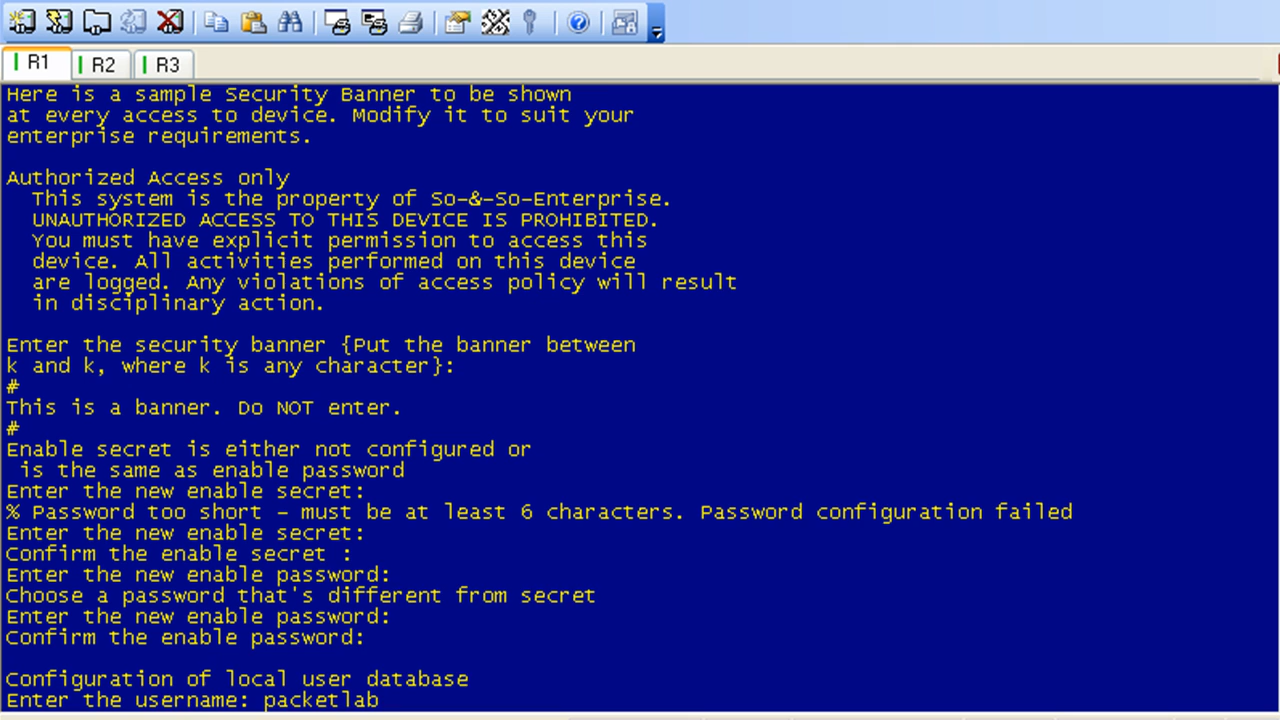 R1
R2
R3
Here is a sample Security Banner to be shown
at every access to device. Modify it to suit your
enterprise requirements.
Authorized Access only
This system is the property of So-&-So-Enterprise.
UNAUTHORIZED ACCESS TO THIS DEVICE IS PROHIBITED.
You must have explicit permission to access this
device. All activities performed on this device
are logged. Any violations of access policy will result
in disciplinary action.
Enter the security banner {Put the banner between
k and k, where k is any character}:
#
This is a banner. Do NOT enter.
#
Enable secret is either not configured or
is the same as enable password
Enter the new enable secret:
% Password too short - must be at least 6 characters. Password configuration failed
Enter the new enable secret:
Confirm the enable secret :
Enter the new enable password:
Choose a password that's different from secret
Enter the new enable password:
Confirm the enable password:
Configuration of local user database
Enter the username: packetlab